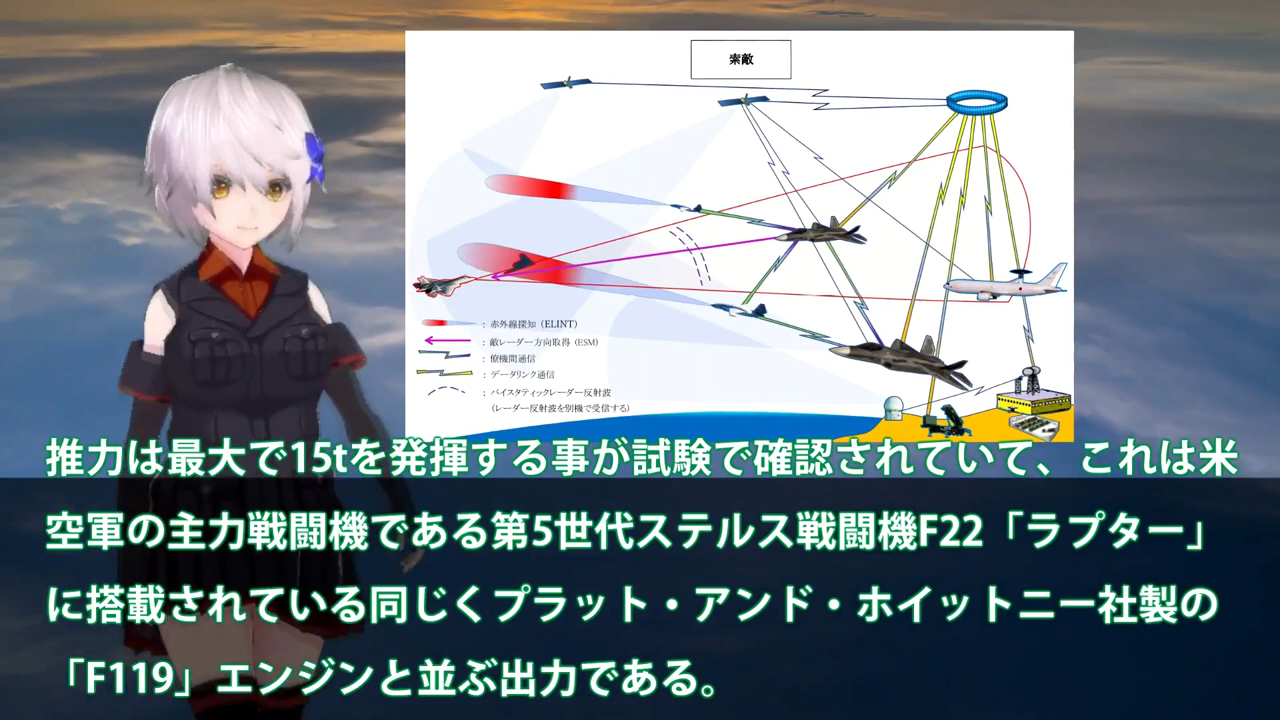 索敵
: 赤外線探知 (ELINT)
: 敵レーダー方向取得 (ESM)
: 僚機間通信
: データリンク通信
: バイスタティックレーダー反射波
(レーダー反射波を別機で受信する)
推力は最大で15tを発揮する事が試験で確認されていて、これは米
空軍の主力戦闘機である第5世代ステルス戦闘機F22「ラプター」
に搭載されている同じくプラット・アンド・ホイットニー社製の
「F119」エンジンと並ぶ出力である。